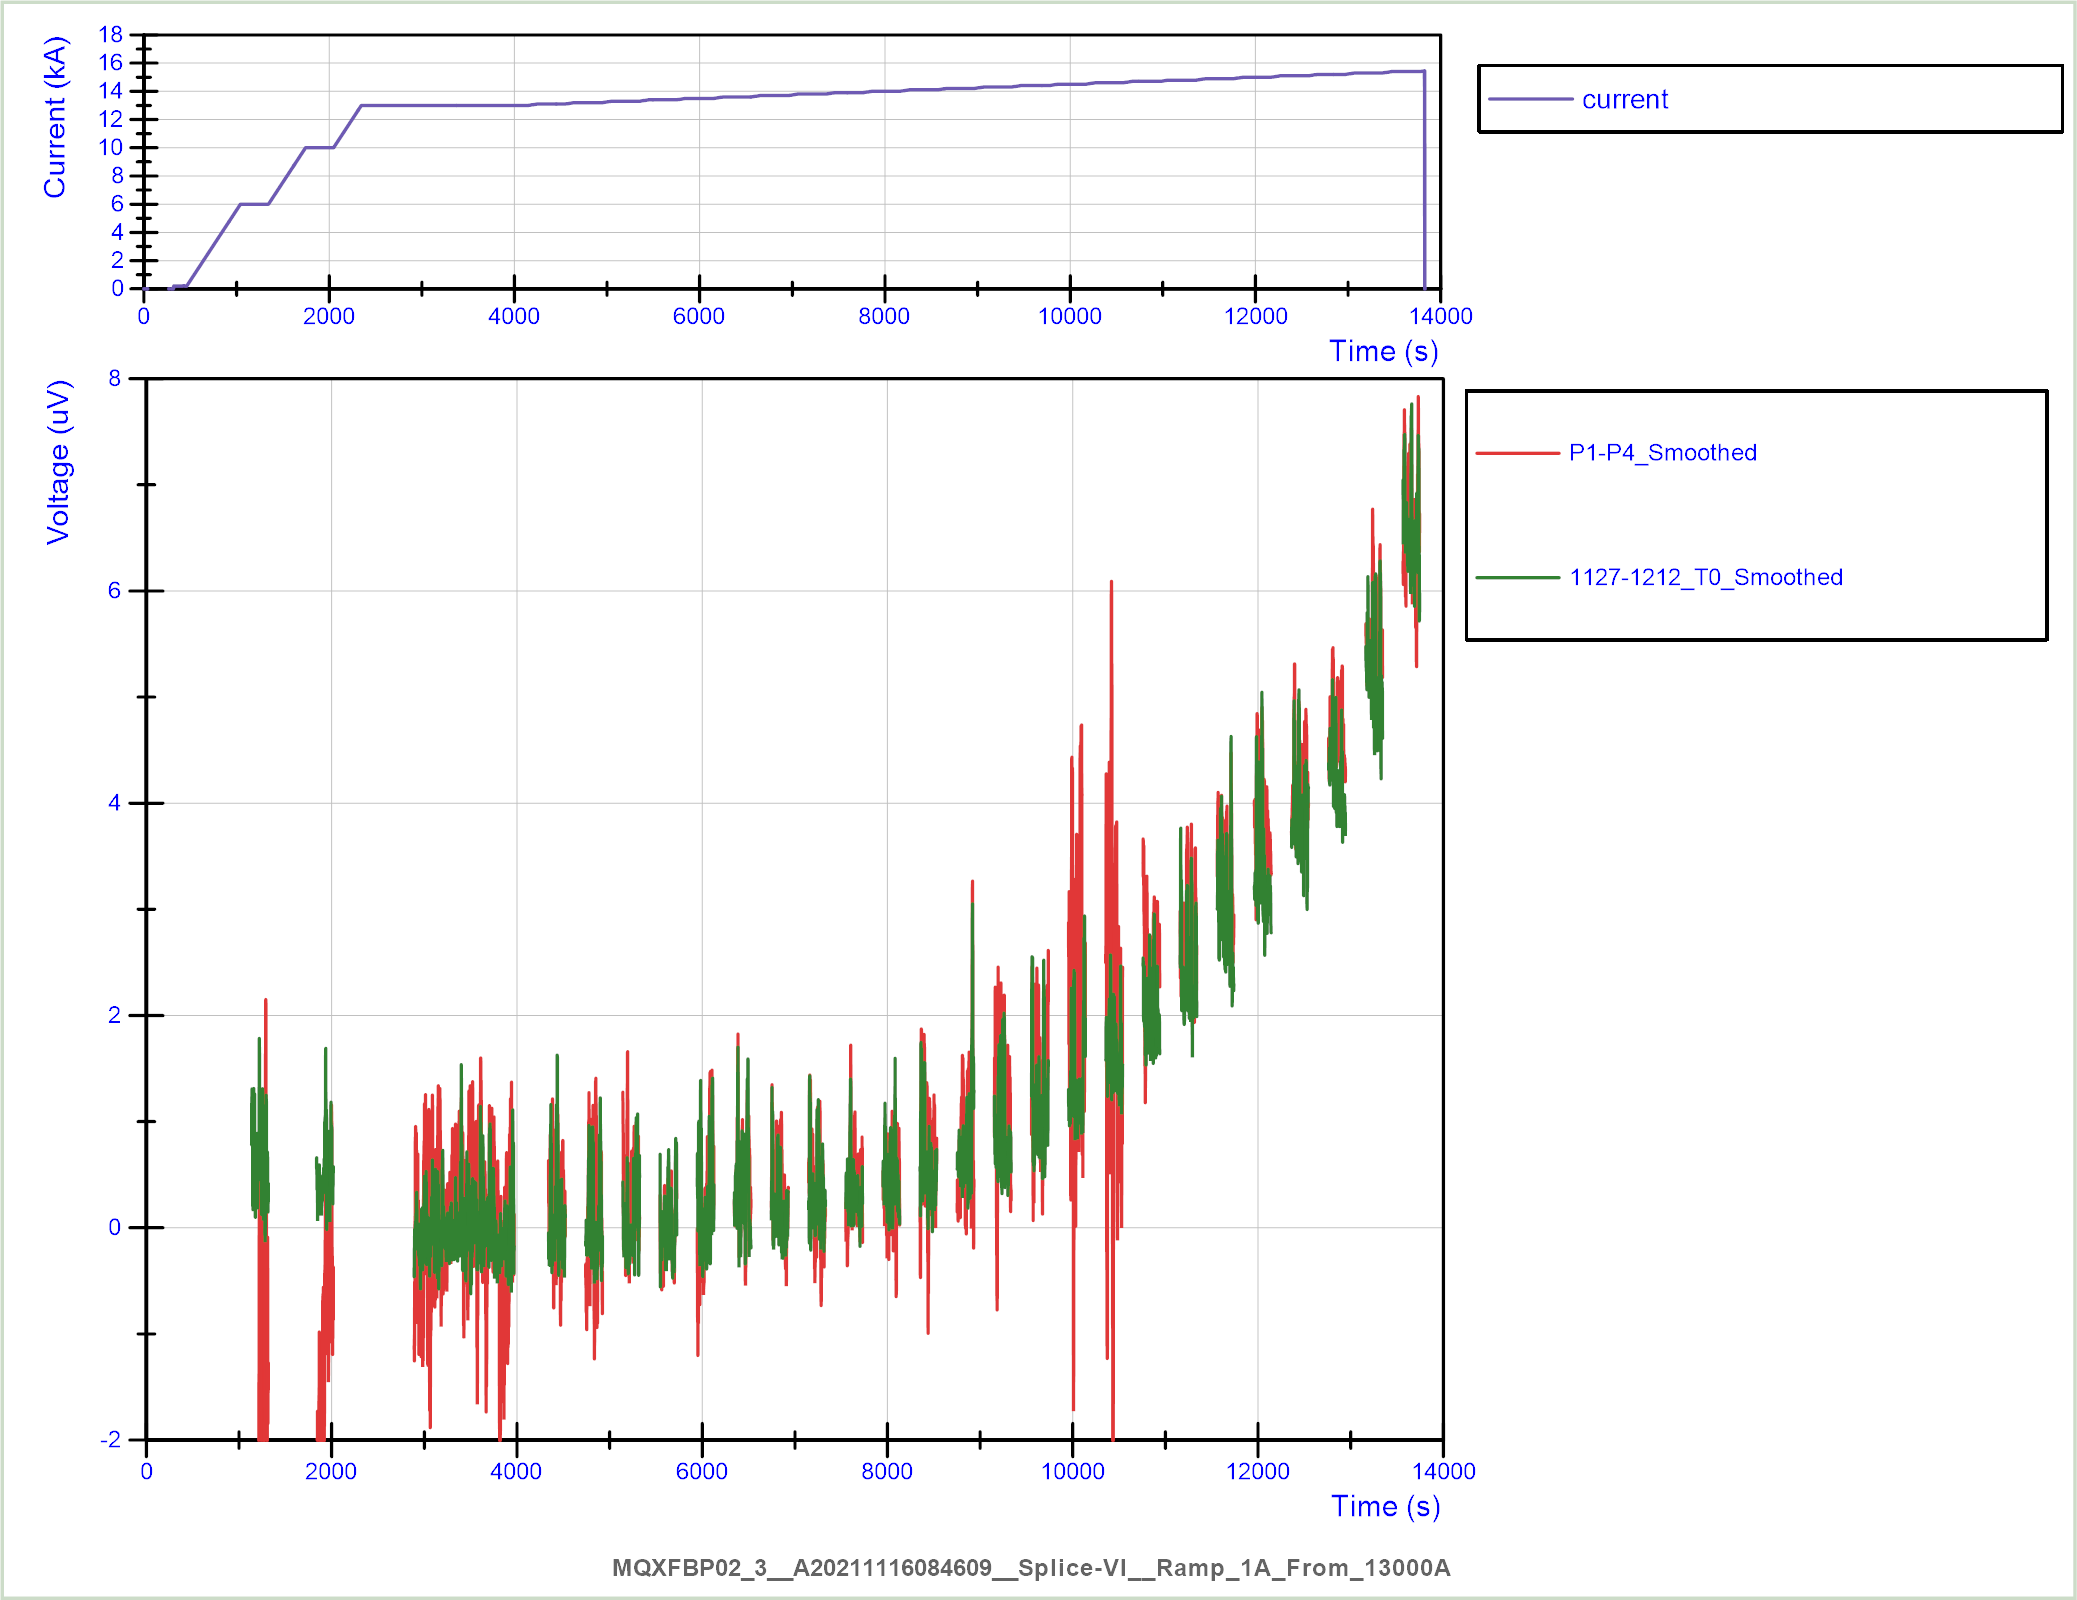 Current (kA)
18
16
14
12
10
8
6
4
2
0
0 2000 4000 6000 8000 10000 12000 14000
Time (s)
current
Voltage (uV)
8
6
4
2
0
-2
0 2000 4000 6000 8000 10000 12000 14000
Time (s)
P1-P4_Smoothed
1127-1212_T0_Smoothed
MQXFBP02_3__A20211116084609__Splice-VI__Ramp_1A_From_13000A